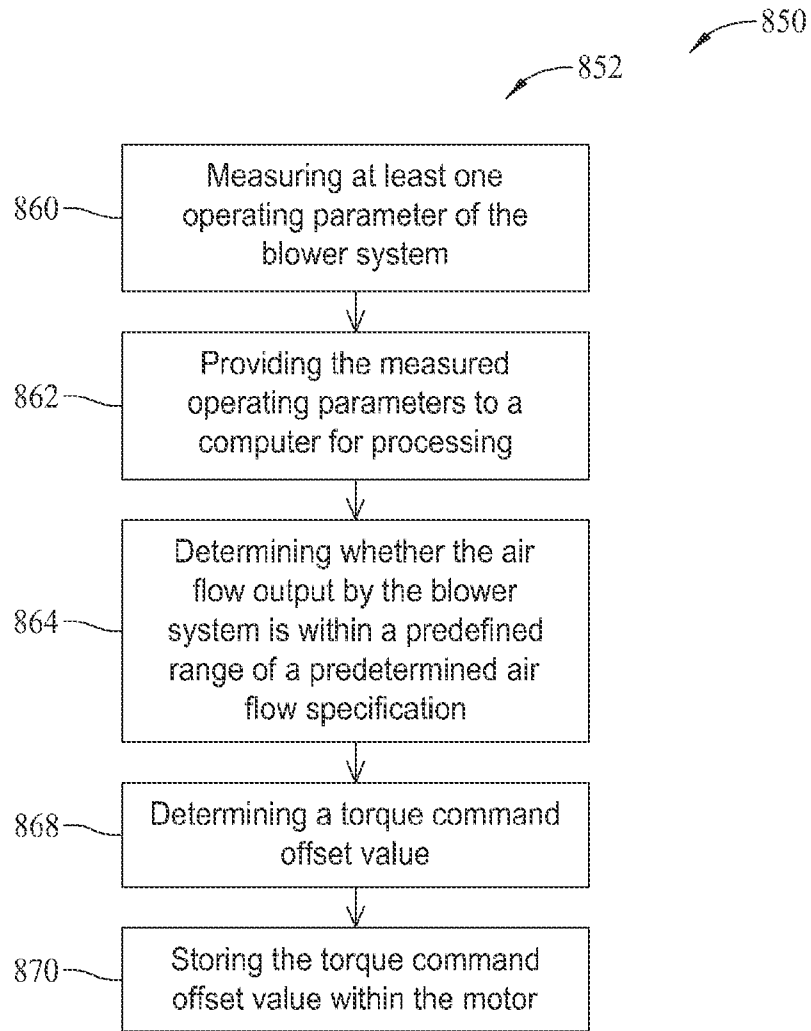 850
852
860
Measuring at least one
operating parameter of the
blower system
862
Providing the measured
operating parameters to a
computer for processing
864
Determining whether the air
flow output by the blower
system is within a predefined
range of a predetermined air
flow specification
868
Determining a torque command
offset value
870
Storing the torque command
offset value within the motor